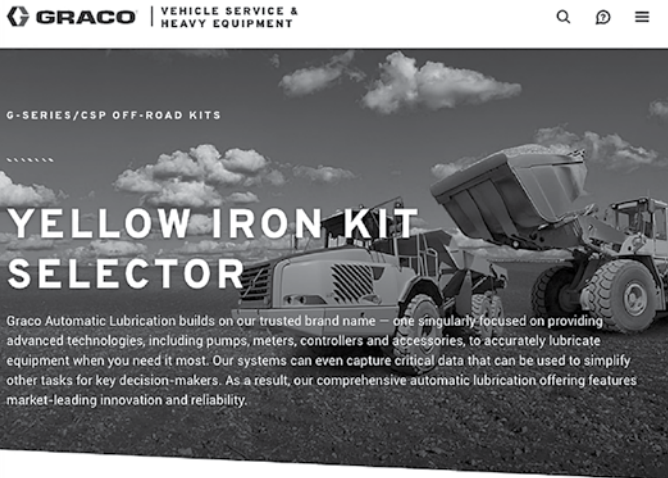 GRACO
VEHICLE SERVICE &
HEAVY EQUIPMENT
G-SERIES/CSP OFF-ROAD KITS
YELLOW IRON KIT
SELECTOR
Graco Automatic Lubrication builds on our trusted brand name — one singularly focused on providing
advanced technologies, including pumps, meters, controllers and accessories, to accurately lubricate
equipment when you need it most. Our systems can even capture critical data that can be used to simplify
other tasks for key decision-makers. As a result, our comprehensive automatic lubrication offering features
market-leading innovation and reliability.